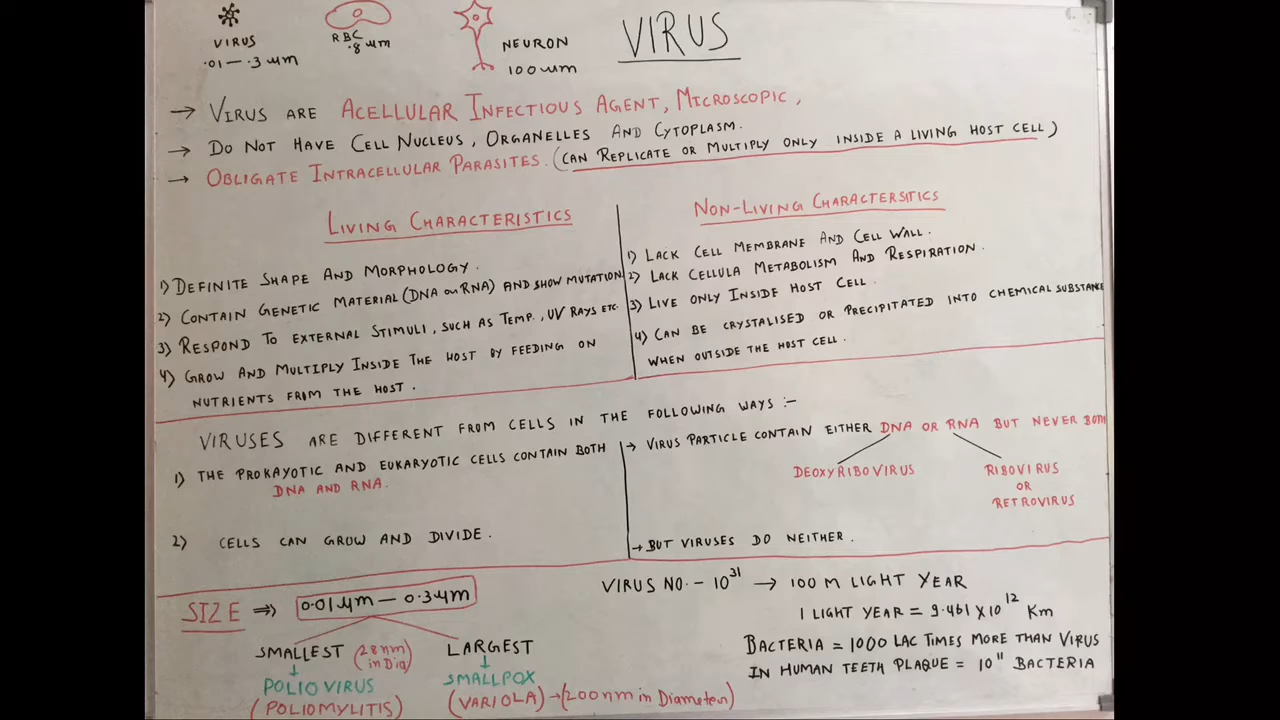 VIRUS
.01 — .3 µm
RBC
.8 µm
NEURON
100 µm
VIRUS
→ VIRUS ARE ACELLULAR INFECTIOUS AGENT, MICROSCOPIC,
→ DO NOT HAVE CELL NUCLEUS, ORGANELLES AND CYTOPLASM.
→ OBLIGATE INTRACELLULAR PARASITES. (CAN REPLICATE OR MULTIPLY ONLY INSIDE A LIVING HOST CELL)
LIVING CHARACTERISTICS
1) DEFINITE SHAPE AND MORPHOLOGY.
2) CONTAIN GENETIC MATERIAL (DNA OR RNA) AND SHOW MUTATION
3) RESPOND TO EXTERNAL STIMULI, SUCH AS TEMP., UV RAYS ETC.
4) GROW AND MULTIPLY INSIDE THE HOST BY FEEDING ON
NUTRIENTS FROM THE HOST.
NON-LIVING CHARACTERSITICS
1) LACK CELL MEMBRANE AND CELL WALL.
2) LACK CELLULA METABOLISM AND RESPIRATION.
3) LIVE ONLY INSIDE HOST CELL.
4) CAN BE CRYSTALISED OR PRECIPITATED INTO CHEMICAL SUBSTANCE
WHEN OUTSIDE THE HOST CELL.
VIRUSES ARE DIFFERENT FROM CELLS IN THE FOLLOWING WAYS :-
1) THE PROKAYOTIC AND EUKARYOTIC CELLS CONTAIN BOTH
DNA AND RNA.
→ VIRUS PARTICLE CONTAIN EITHER DNA OR RNA BUT NEVER BOTH
DEOXYRIBOVIRUS
RIBOVIRUS
OR
RETROVIRUS
2) CELLS CAN GROW AND DIVIDE.
→ BUT VIRUSES DO NEITHER.
SIZE ⇒ 0.01µm — 0.3µm
SMALLEST (28nm
in Dia)
↓
POLIOVIRUS
(POLIOMYLITIS)
LARGEST
↓
SMALLPOX
(VARIOLA) → (200nm in Diameter)
VIRUS NO. - 10³¹ → 100 M LIGHT YEAR
1 LIGHT YEAR = 9.461 X 10¹² Km
BACTERIA = 1000 LAC TIMES MORE THAN VIRUS
IN HUMAN TEETH PLAQUE = 10¹¹ BACTERIA